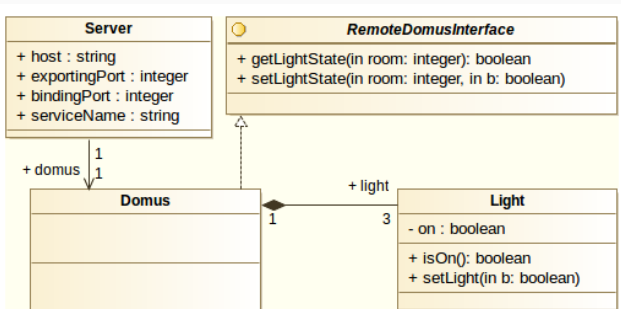 Server
+ host : string
+ exportingPort : integer
+ bindingPort : integer
+ serviceName : string
RemoteDomusInterface
+ getLightState(in room: integer): boolean
+ setLightState(in room: integer, in b: boolean)
1
+ domus
1
Domus
+ light
1
3
Light
- on : boolean
+ isOn(): boolean
+ setLight(in b: boolean)